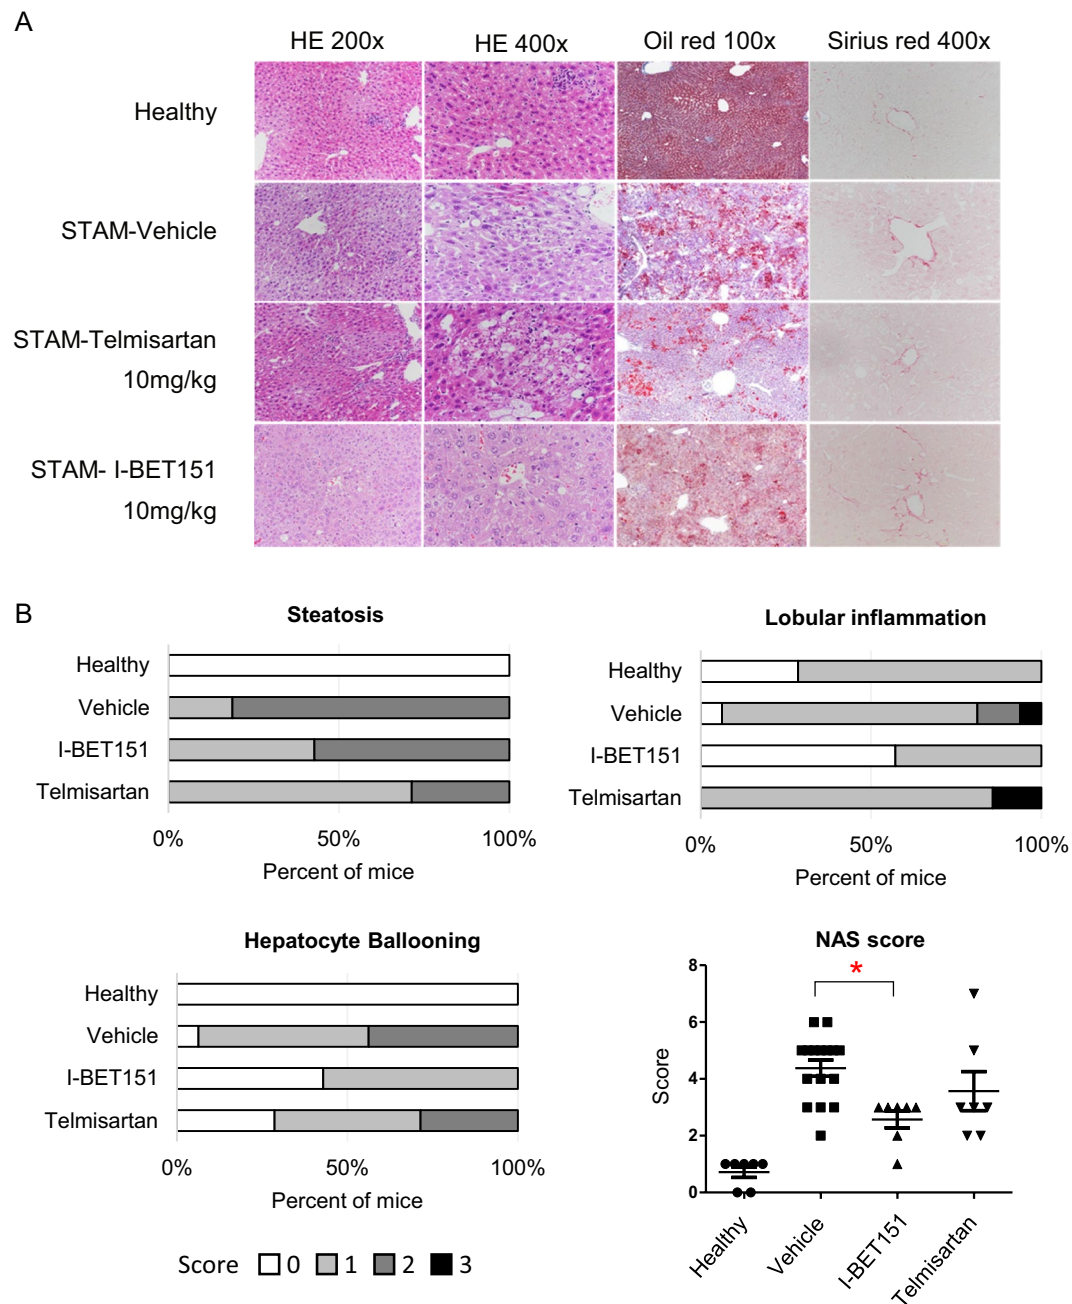 A
HE 200x HE 400x Oil red 100x Sirius red 400x
Healthy
STAM-Vehicle
STAM-Telmisartan
10mg/kg
STAM- I-BET151
10mg/kg
B
Steatosis
Healthy
Vehicle
I-BET151
Telmisartan
0% 50% 100%
Percent of mice
Lobular inflammation
Healthy
Vehicle
I-BET151
Telmisartan
0% 50% 100%
Percent of mice
Hepatocyte Ballooning
Healthy
Vehicle
I-BET151
Telmisartan
0% 50% 100%
Percent of mice
Score 0 1 2 3
NAS score
*
8
6
4
2
0
Score
Healthy
Vehicle
I-BET151
Telmisartan